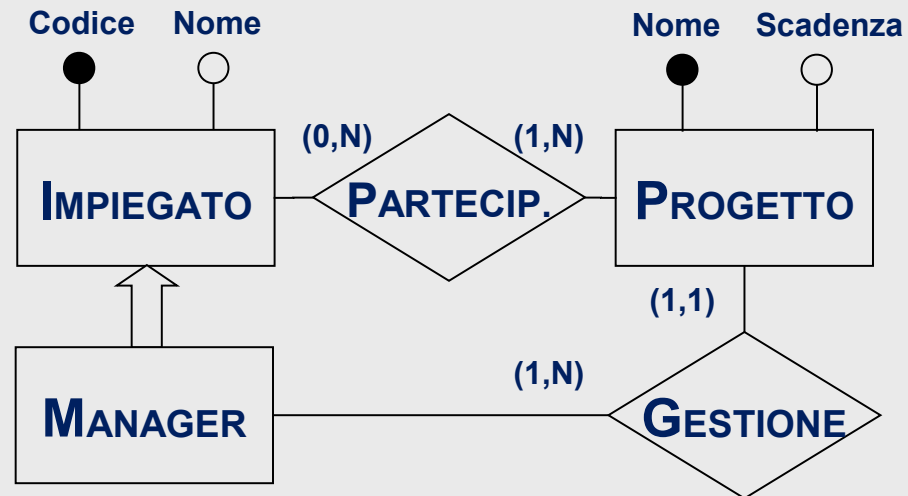 Codice Nome Nome Scadenza
(0,N) (1,N)
IMPIEGATO PARTECIP. PROGETTO
(1,1)
(1,N)
MANAGER GESTIONE